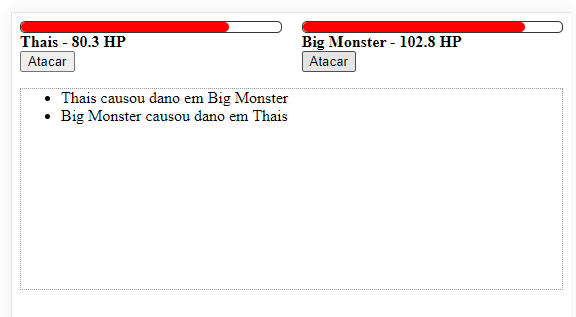 Thais - 80.3 HP
Atacar
Big Monster - 102.8 HP
Atacar
Thais causou dano em Big Monster
Big Monster causou dano em Thais